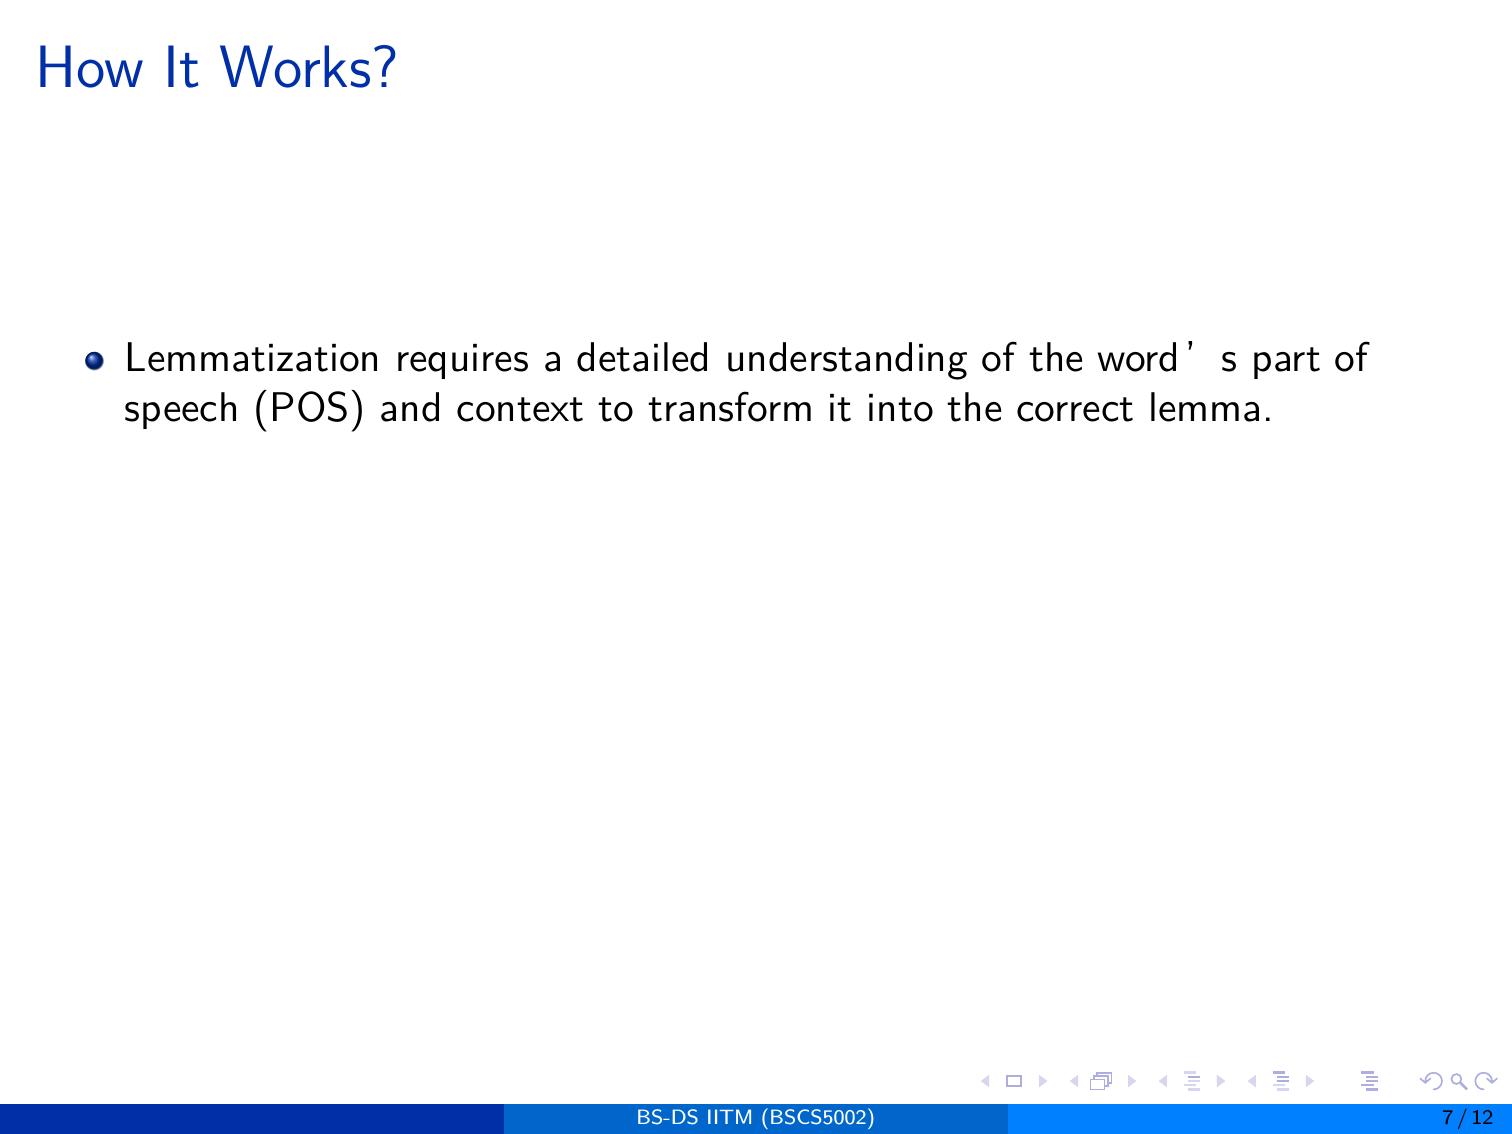 How It Works?
Lemmatization requires a detailed understanding of the word’ s part of
speech (POS) and context to transform it into the correct lemma.
BS-DS IITM (BSCS5002)
7 / 12